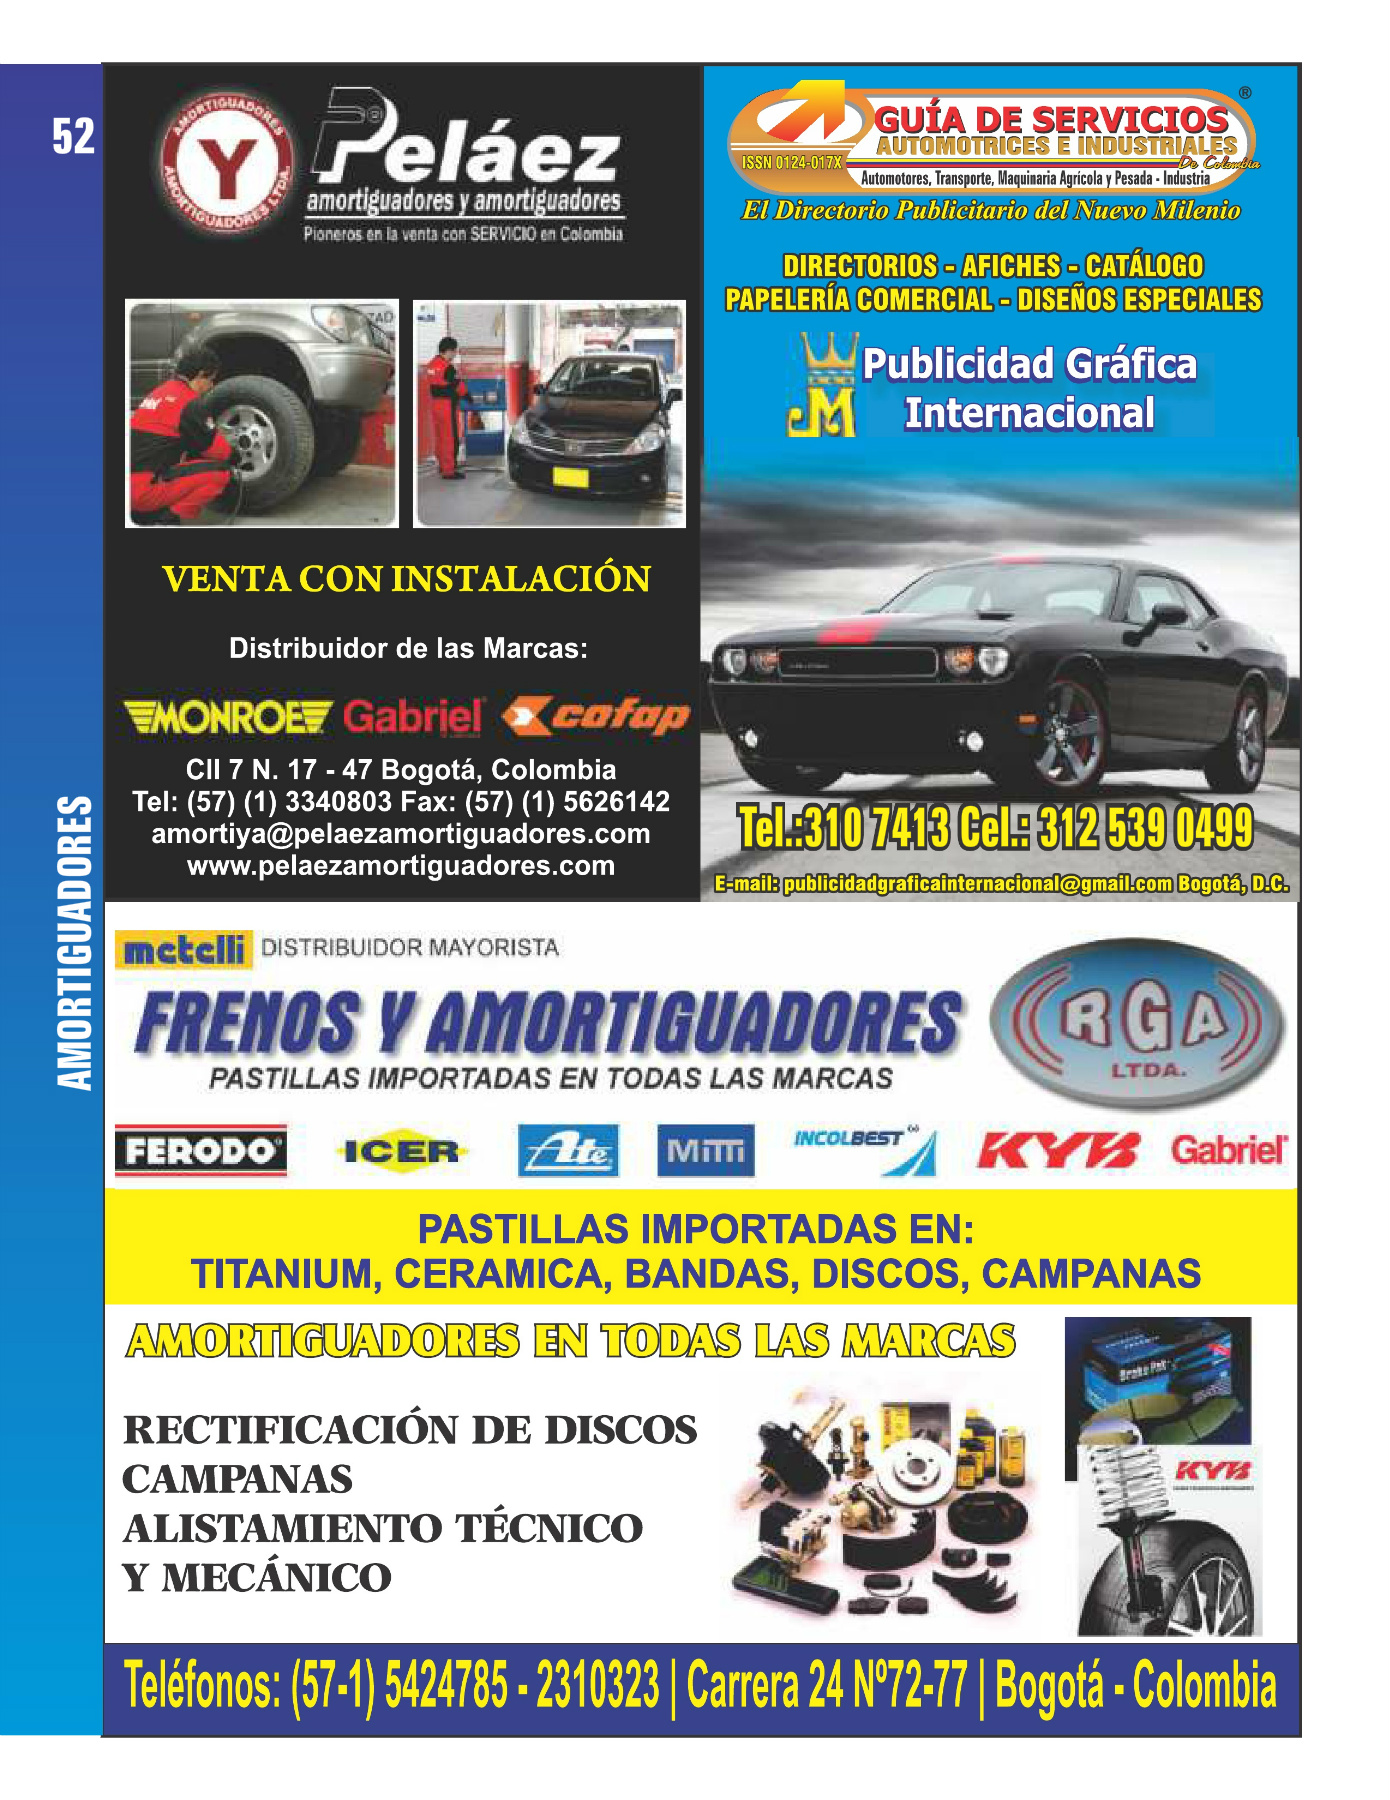 52
AMORTIGUADORES
AMORTIGUADORES Y AMORTIGUADORES LTDA.
Y
Peláez
amortiguadores y amortiguadores
Pioneros en la venta con SERVICIO en Colombia
VENTA CON INSTALACIÓN
Distribuidor de las Marcas:
MONROE Gabriel cofap
Cll 7 N. 17 - 47 Bogotá, Colombia
Tel: (57) (1) 3340803 Fax: (57) (1) 5626142
amortiya@pelaezamortiguadores.com
www.pelaezamortiguadores.com
GUÍA DE SERVICIOS ®
AUTOMOTRICES E INDUSTRIALES
ISSN 0124-017X
De Colombia
Automotores, Transporte, Maquinaria Agrícola y Pesada - Industria
El Directorio Publicitario del Nuevo Milenio
DIRECTORIOS - AFICHES - CATÁLOGO
PAPELERÍA COMERCIAL - DISEÑOS ESPECIALES
Publicidad Gráfica
Internacional
Tel.:310 7413 Cel.: 312 539 0499
E-mail: publicidadgraficainternacional@gmail.com Bogotá, D.C.
metelli DISTRIBUIDOR MAYORISTA
FRENOS Y AMORTIGUADORES
PASTILLAS IMPORTADAS EN TODAS LAS MARCAS
RGA
LTDA.
FERODO ICER Ate MITTI INCOLBEST KYB Gabriel
PASTILLAS IMPORTADAS EN:
TITANIUM, CERAMICA, BANDAS, DISCOS, CAMPANAS
AMORTIGUADORES EN TODAS LAS MARCAS
RECTIFICACIÓN DE DISCOS
CAMPANAS
ALISTAMIENTO TÉCNICO
Y MECÁNICO
KYB
Teléfonos: (57-1) 5424785 - 2310323 | Carrera 24 Nº72-77 | Bogotá - Colombia